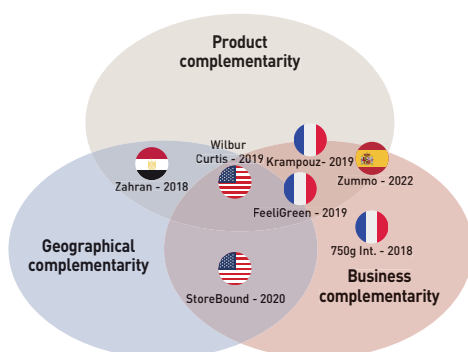 Product
complementarity
Wilbur
Curtis - 2019
Krampouz- 2019
Zahran - 2018
Zummo - 2022
FeeliGreen - 2019
Geographical
complementarity
750g Int. - 2018
Business
complementarity
StoreBound - 2020